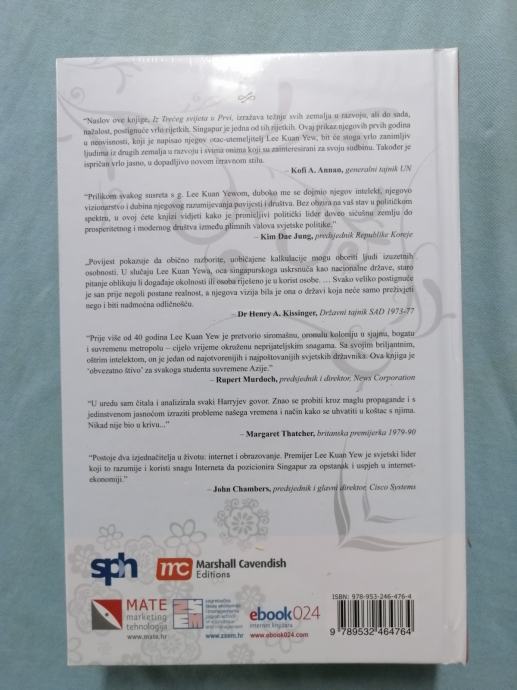 "Naslov ove knjige, Iz Trećeg svijeta u Prvi, izražava težnje svih zemalja u razvoju, ali do sada,
nažalost, postignuće vrlo rijetkih. Singapur je jedna od tih rijetkih. Ovaj prikaz njegovih prvih godina
u neovisnosti, koji je napisao njegov otac-utemeljitelj Lee Kuan Yew, bit će stoga vrlo zanimljiv
ljudima iz drugih zemalja u razvoju i svima onima koji su zainteresirani za svoju sudbinu. Također je
ispričan vrlo jasno, u dopadljivo novom izravnom stilu.
– Kofi A. Annan, generalni tajnik UN
"Prilikom svakog susreta s g. Lee Kuan Yewom, duboko me se dojmio njegov intelekt, njegovo
vizionarstvo i dubina njegovog razumijevanja povijesti i društva. Bez obzira na vaš stav u političkom
spektru, u ovoj ćete knjizi vidjeti kako je pronicljivi politički lider doveo sićušnu zemlju do
prosperitetnog i modernog društva između plimnih valova svjetske politike."
– Kim Dae Jung, predsjednik Republike Koreje
"Povijest pokazuje da obično razborite, uobičajene kalkulacije mogu oboriti ljudi izuzetnih
osobnosti. U slučaju Lee Kuan Yewa, oca singapurskoga uskrsnuća kao nacionalne države, staro
pitanje oblikuju li događaje okolnosti ili osoba riješeno je u korist osobe. ... Svako veliko postignuće
je san prije negoli postane realnost, a njegova vizija bila je ona o državi koja neće samo preživjeti
nego i biti nadmoćna odličnošću.
– Dr Henry A. Kissinger, Državni tajnik SAD 1973-77
"Prije više od 40 godina Lee Kuan Yew je pretvorio siromašnu, oronulu koloniju u sjajnu, bogatu
i suvremenu metropolu – cijelo vrijeme okruženu neprijateljskim snagama. Sa svojim briljantnim,
oštrim intelektom, on je jedan od najotvorenijih i najpoštovanijih svjetskih državnika. Ova knjiga je
'obvezatno štivo' za svakoga studenta suvremene Azije."
– Rupert Murdoch, predsjednik i direktor, News Corporation
"U uredu sam čitala i analizirala svaki Harryjev govor. Znao se probiti kroz maglu propagande i s
jedinstvenom jasnoćom izraziti probleme našega vremena i način kako se uhvatiti u koštac s njima.
Nikad nije bio u krivu..."
– Margaret Thatcher, britanska premijerka 1979-90
"Postoje dva izjednačitelja u životu: internet i obrazovanje. Premijer Lee Kuan Yew je svjetski lider
koji to razumije i koristi snagu Interneta da pozicionira Singapur za opstanak i uspjeh u internet-
ekonomiji."
– John Chambers, predsjednik i glavni direktor, Cisco Systems
sph
mc
Marshall Cavendish
Editions
MATE
marketing
tehnologija
www.mate.hr
ZSEM
www.zsem.hr
ebook024
internet knjižara
www.ebook024.com
ISBN: 978-953-246-476-4
9 789532 464764